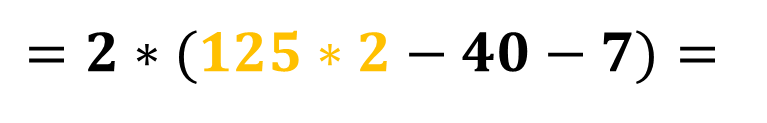 = 2 * (125 * 2 – 40 – 7) =